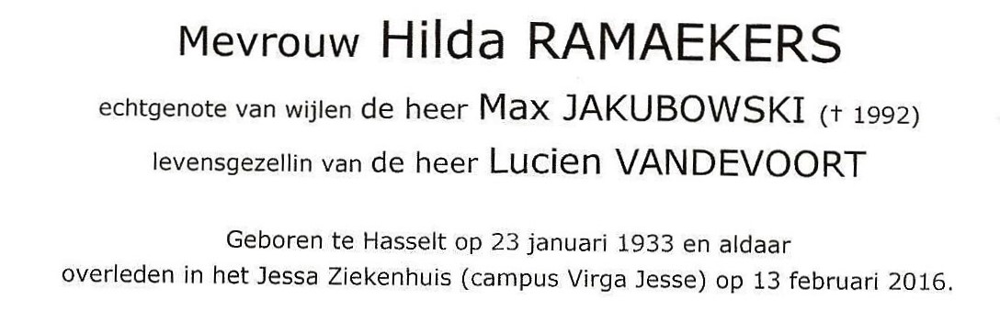 Mevrouw Hilda RAMAEKERS
echtgenote van wijlen de heer Max JAKUBOWSKI († 1992)
levensgezellin van de heer Lucien VANDEVOORT
Geboren te Hasselt op 23 januari 1933 en aldaar
overleden in het Jessa Ziekenhuis (campus Virga Jesse) op 13 februari 2016.